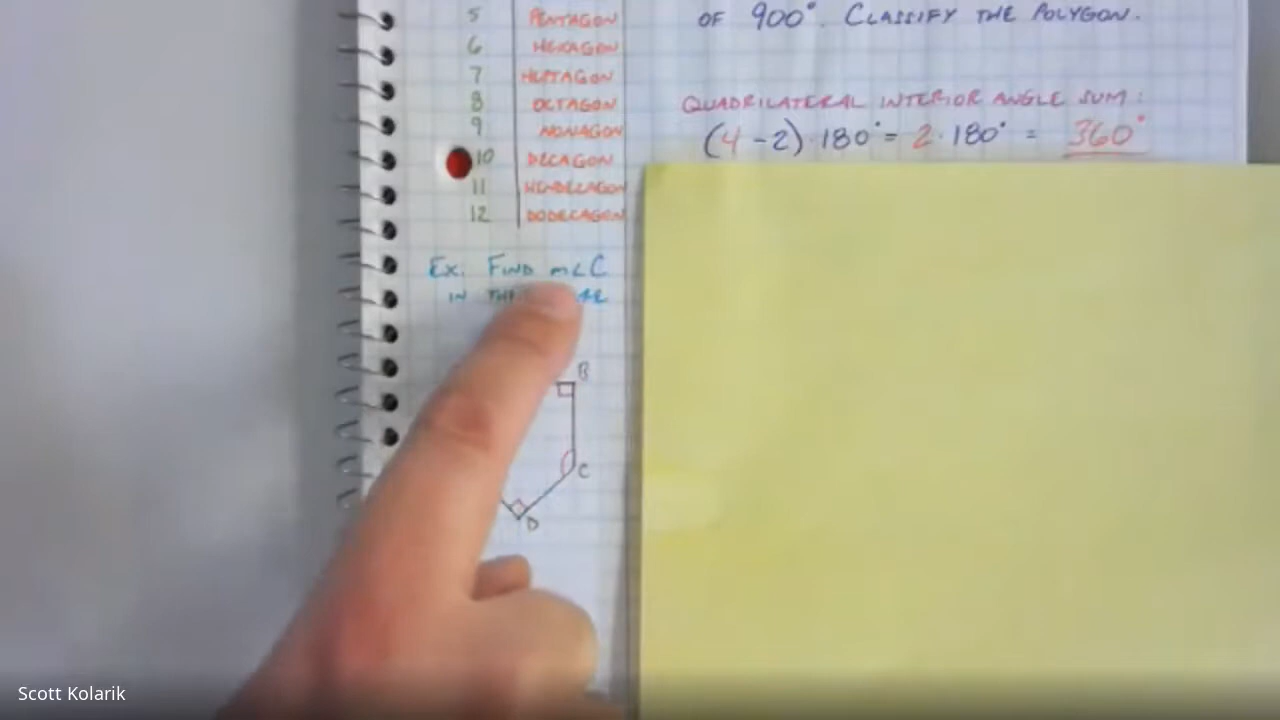 5 PENTAGON
6 HEXAGON
7 HEPTAGON
8 OCTAGON
9 NONAGON
10 DECAGON
11 HENDECAGON
12 DODECAGON
Ex. FIND m∠C
IN
B
C
D
OF 900°. CLASSIFY THE POLYGON.
QUADRILATERAL INTERIOR ANGLE SUM:
(4-2)·180° = 2·180° = 360°
Scott Kolarik